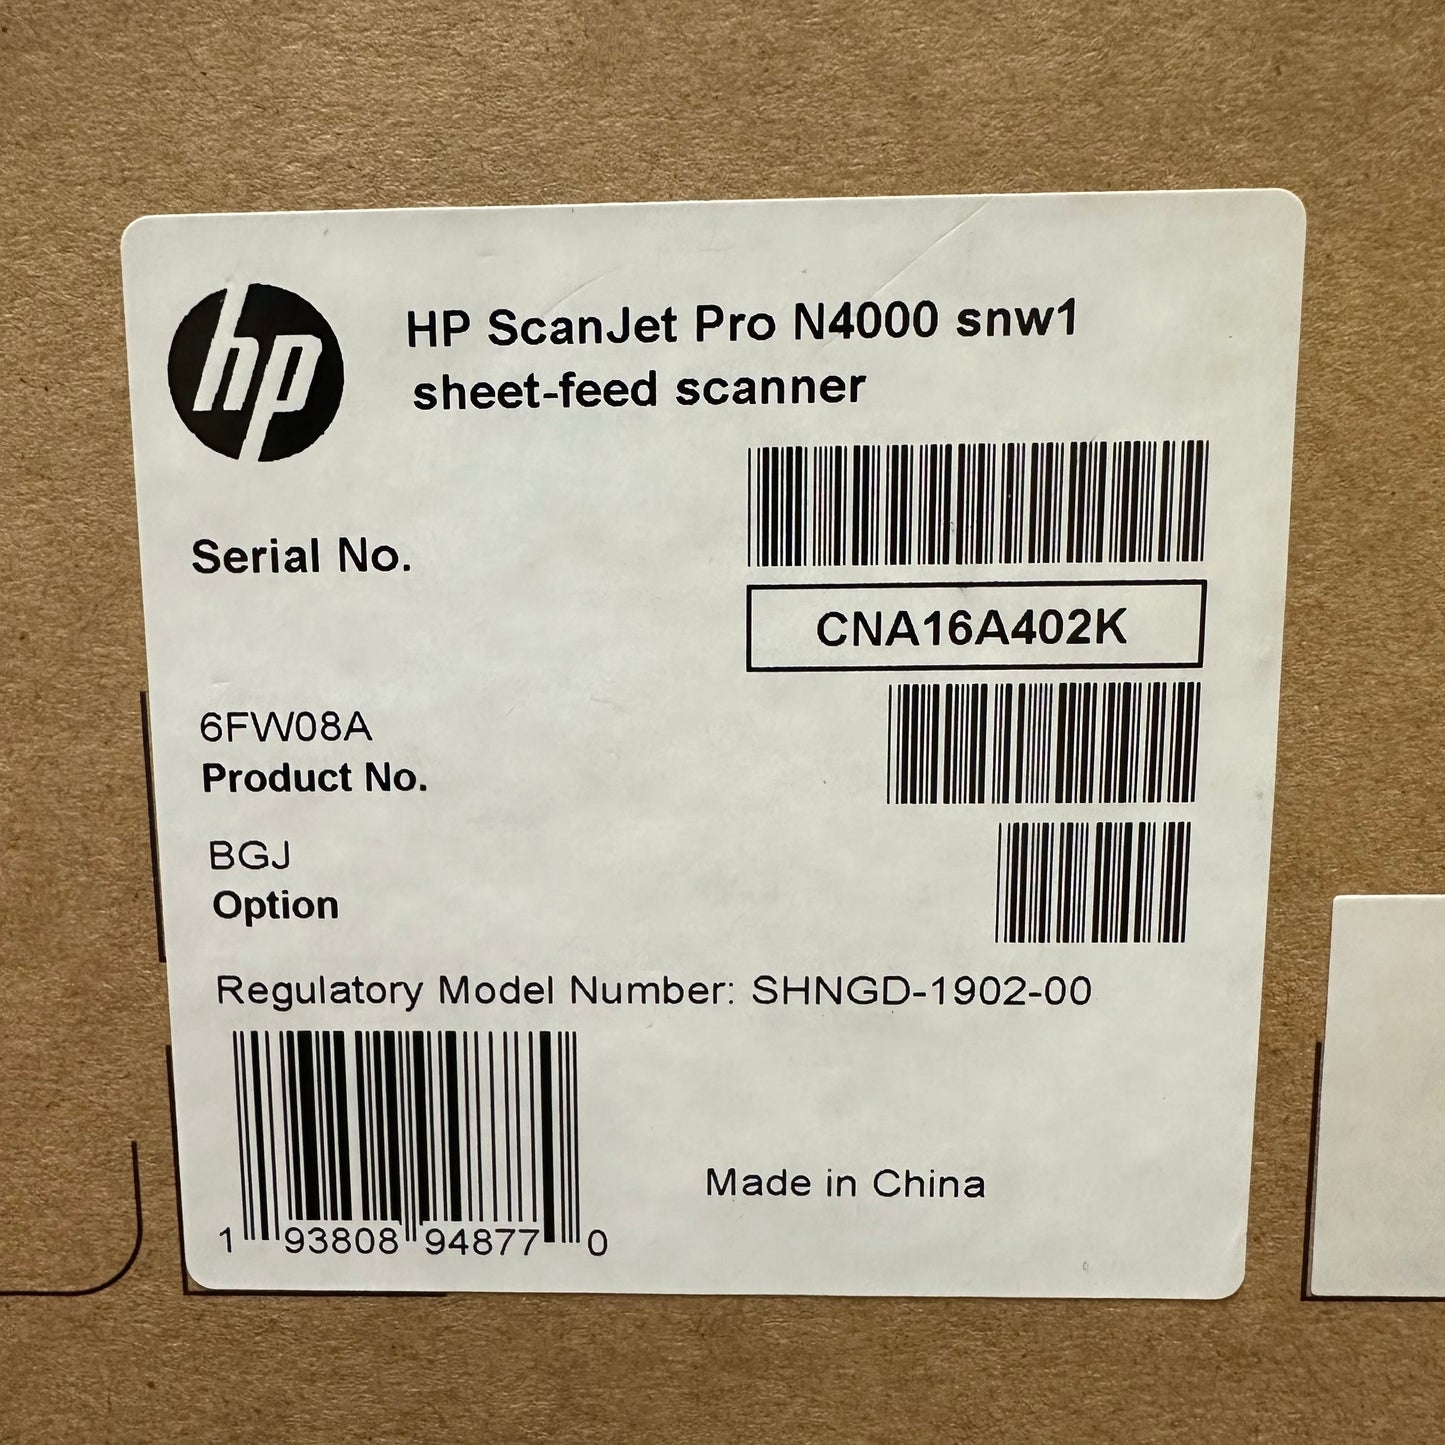 hp
HP ScanJet Pro N4000 snw1
sheet-feed scanner
Serial No.
CNA16A402K
6FW08A
Product No.
BGJ
Option
Regulatory Model Number: SHNGD-1902-00
1 93808 94877 0
Made in China